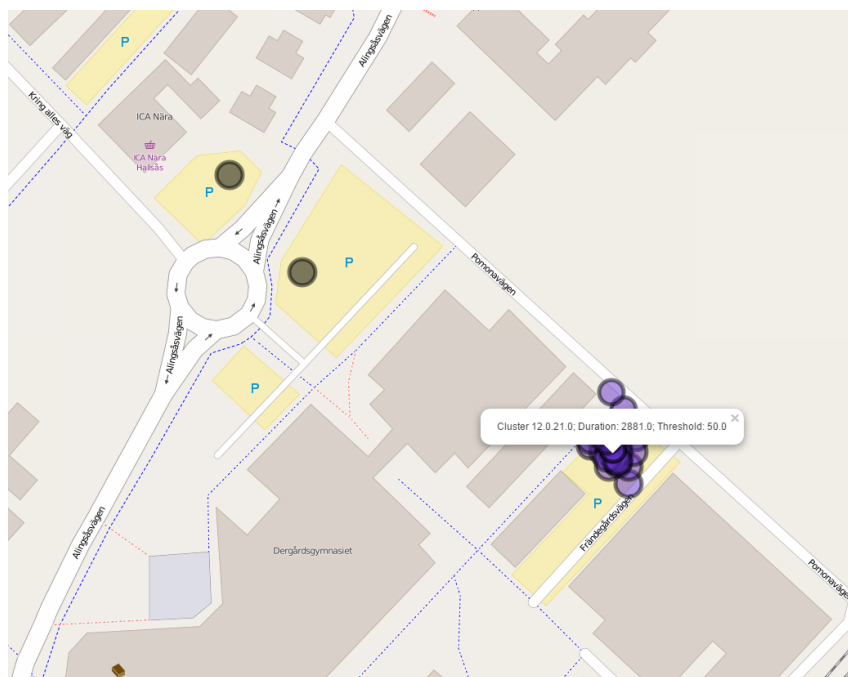 P
Alingsåsvägen
Kring alles väg
ICA Nära
ICA Nära
Hallsås
P
Alingsåsvägen
P
Pomonavägen
Alingsåsvägen
P
Cluster 12.0.21.0; Duration: 2881.0; Threshold: 50.0
×
P
Frändegårdsvägen
Alingsåsvägen
Dergårdsgymnasiet
Pomonavägen